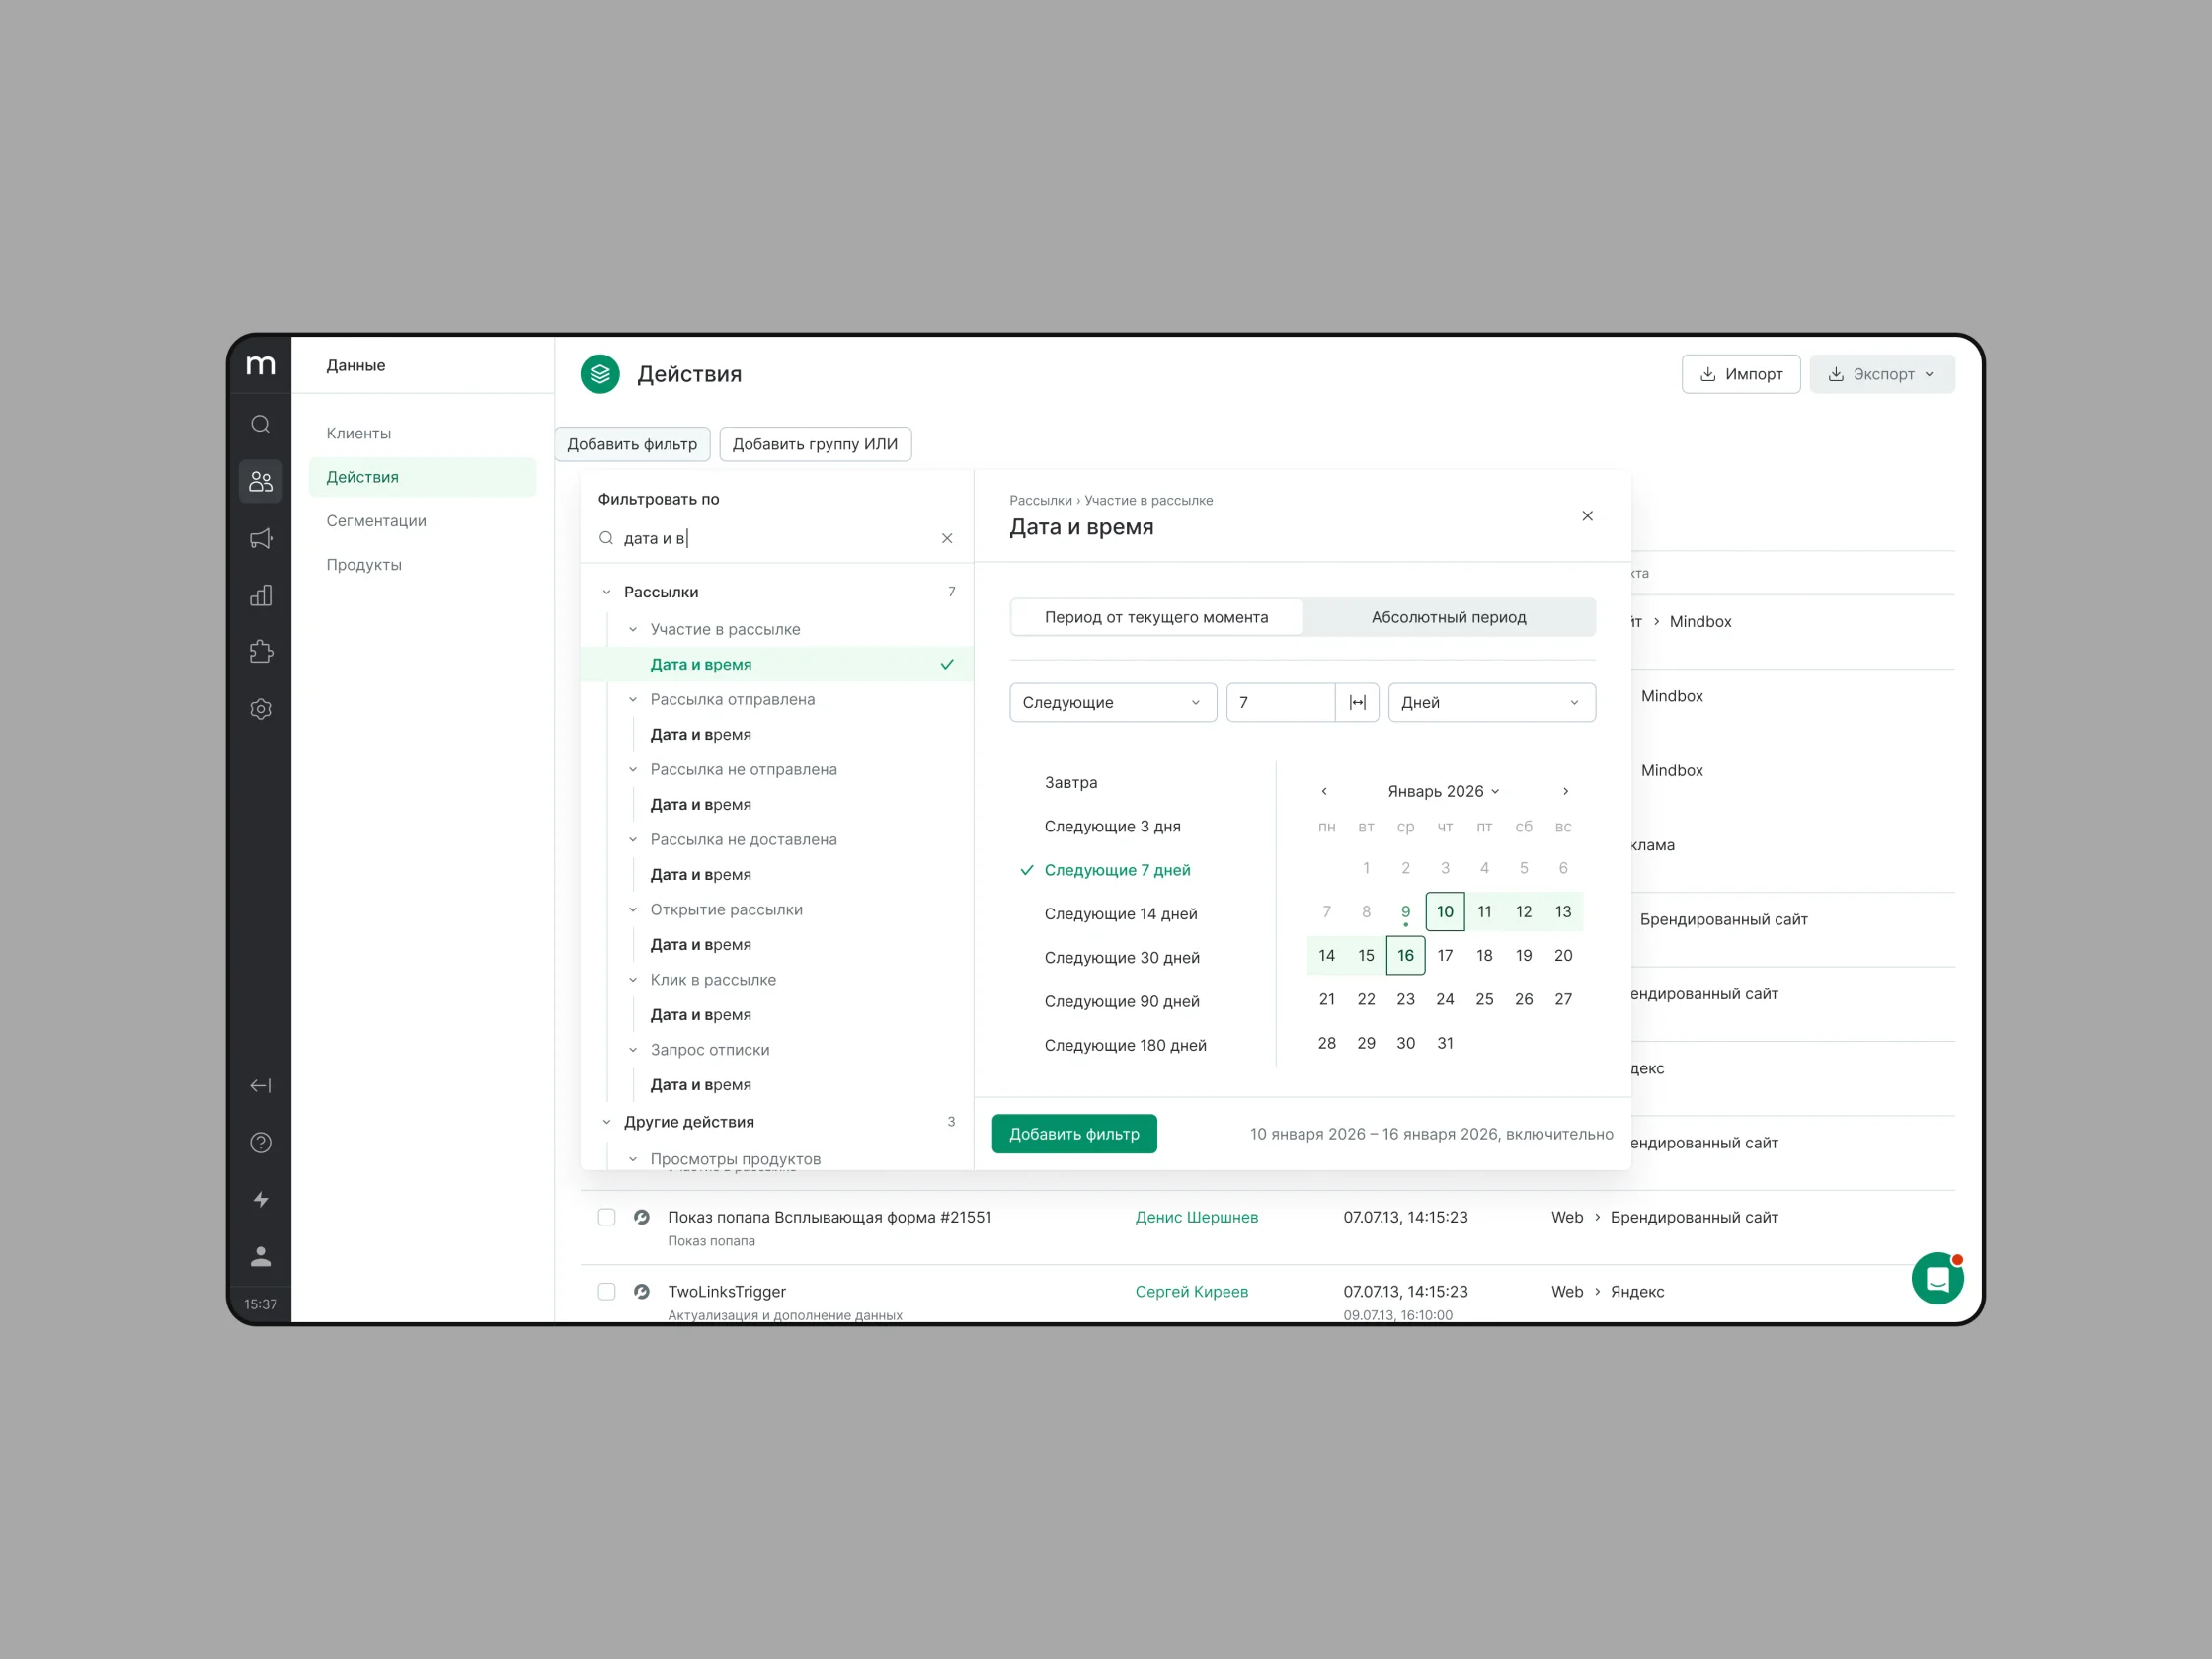 m
Данные
Клиенты
Действия
Сегментации
Продукты
15:37
Действия
Импорт
Экспорт
Добавить фильтр
Добавить группу ИЛИ
Фильтровать по
дата и в
Рассылки 7
Участие в рассылке
Дата и время
Рассылка отправлена
Дата и время
Рассылка не отправлена
Дата и время
Рассылка не доставлена
Дата и время
Открытие рассылки
Дата и время
Клик в рассылке
Дата и время
Запрос отписки
Дата и время
Другие действия 3
Просмотры продуктов
Рассылки › Участие в рассылке
Дата и время
Период от текущего момента
Абсолютный период
Следующие
7
Дней
Завтра
Следующие 3 дня
Следующие 7 дней
Следующие 14 дней
Следующие 30 дней
Следующие 90 дней
Следующие 180 дней
Январь 2026
пн вт ср чт пт сб вс
1 2 3 4 5 6
7 8 9 10 11 12 13
14 15 16 17 18 19 20
21 22 23 24 25 26 27
28 29 30 31
Добавить фильтр
10 января 2026 – 16 января 2026, включительно
кта
йт › Mindbox
Mindbox
Mindbox
клама
Брендированный сайт
ендированный сайт
декс
ендированный сайт
Показ попапа Всплывающая форма #21551
Показ попапа
Денис Шершнев
07.07.13, 14:15:23
Web › Брендированный сайт
TwoLinksTrigger
Актуализация и дополнение данных
Сергей Киреев
07.07.13, 14:15:23
09.07.13, 16:10:00
Web › Яндекс